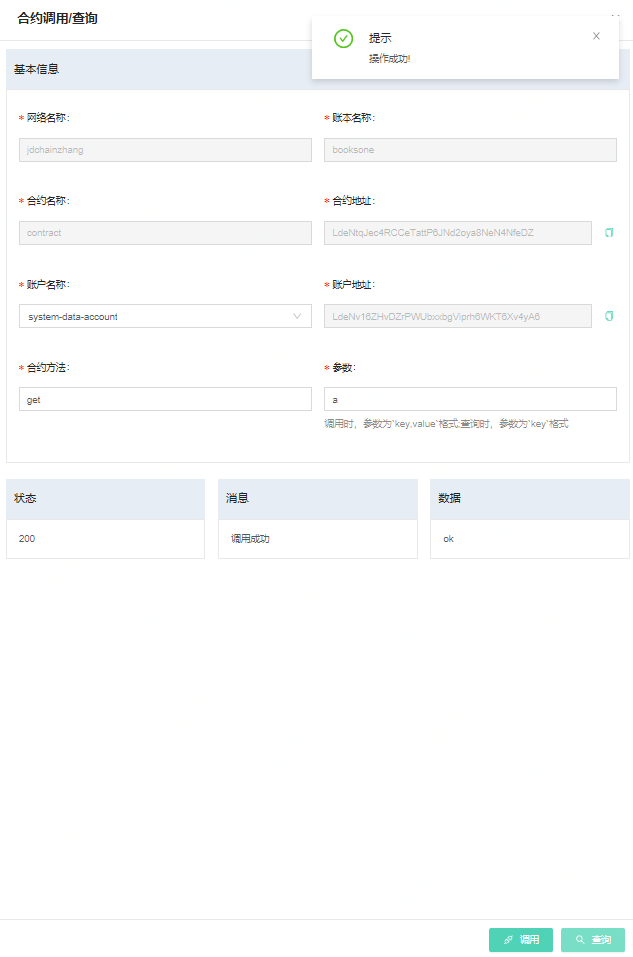 合约调用/查询
提示
操作成功!
基本信息
* 网络名称:
* 账本名称:
jdchainzhang
booksone
* 合约名称:
* 合约地址:
contract
LdeNtqJec4RCCeTattP6JNd2oya8NeN4NfeDZ
* 账户名称:
* 账户地址:
system-data-account
LdeNv16ZHvDZrPWUbxxbgViprh6WKT6Xv4yA6
* 合约方法:
* 参数:
get
a
调用时，参数为`key,value`格式;查询时，参数为`key`格式
状态
消息
数据
200
调用成功
ok
调用
查询